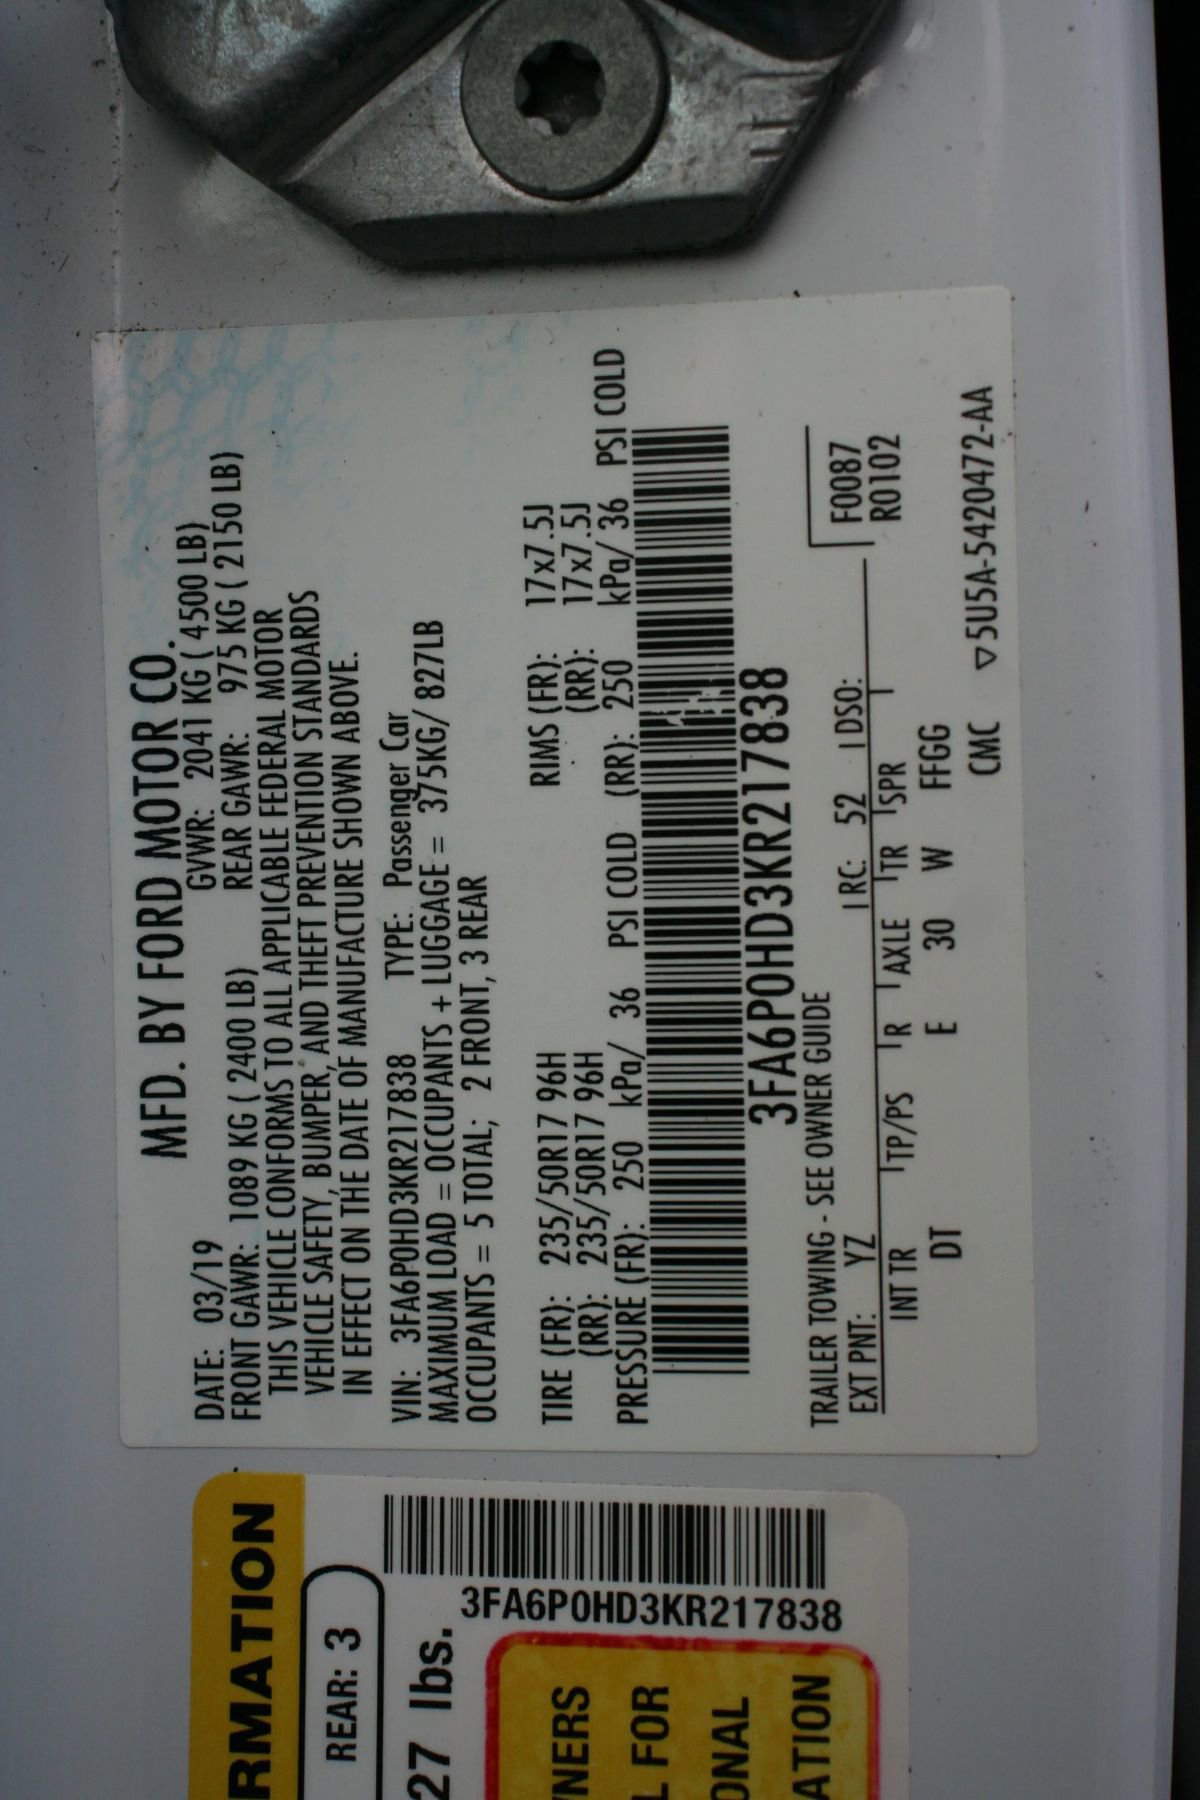 MFD. BY FORD MOTOR CO.
DATE: 03/19 GVWR: 2041 KG ( 4500 LB)
FRONT GAWR: 1089 KG ( 2400 LB) REAR GAWR: 975 KG ( 2150 LB)
THIS VEHICLE CONFORMS TO ALL APPLICABLE FEDERAL MOTOR
VEHICLE SAFETY, BUMPER, AND THEFT PREVENTION STANDARDS
IN EFFECT ON THE DATE OF MANUFACTURE SHOWN ABOVE.
VIN: 3FA6P0HD3KR217838 TYPE: Passenger Car
MAXIMUM LOAD = OCCUPANTS + LUGGAGE = 375KG/ 827LB
OCCUPANTS = 5 TOTAL; 2 FRONT, 3 REAR
TIRE (FR): 235/50R17 96H RIMS (FR): 17x7.5J
(RR): 235/50R17 96H (RR): 17x7.5J
PRESSURE (FR): 250 kPa/ 36 PSI COLD (RR): 250 kPa/ 36 PSI COLD
3FA6P0HD3KR217838
TRAILER TOWING - SEE OWNER GUIDE
F0087
R0102
EXT PNT: YZ RC: 52 DSO:
INT TR TP/PS R AXLE TR SPR
DT E 30 W FFGG
CMC ▽5U5A-5420472-AA
RMATION
REAR: 3
27 lbs.
3FA6P0HD3KR217838
NERS
L FOR
ONAL
ATION